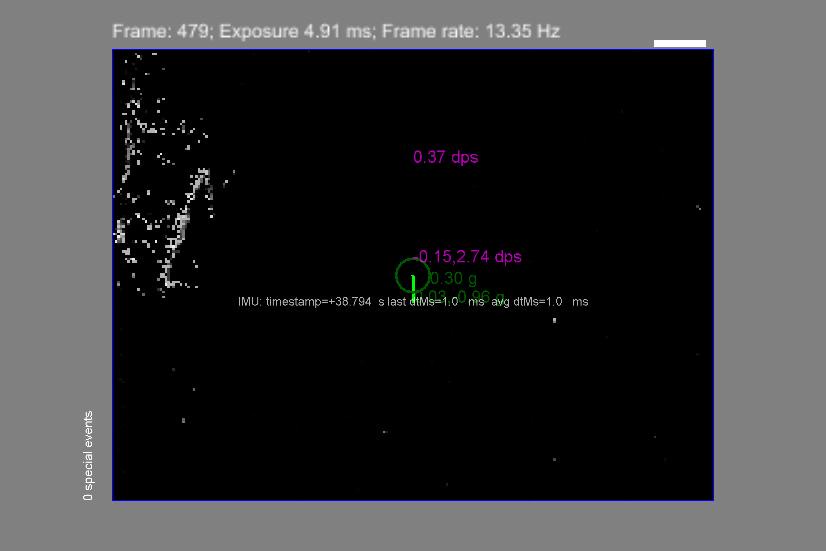 Frame: 479; Exposure 4.91 ms; Frame rate: 13.35 Hz
0.37 dps
-0.15,2.74 dps
0.30 g
IMU: timestamp=+38.794 s last dtMs=1.0 ms avg dtMs=1.0 ms
0 special events